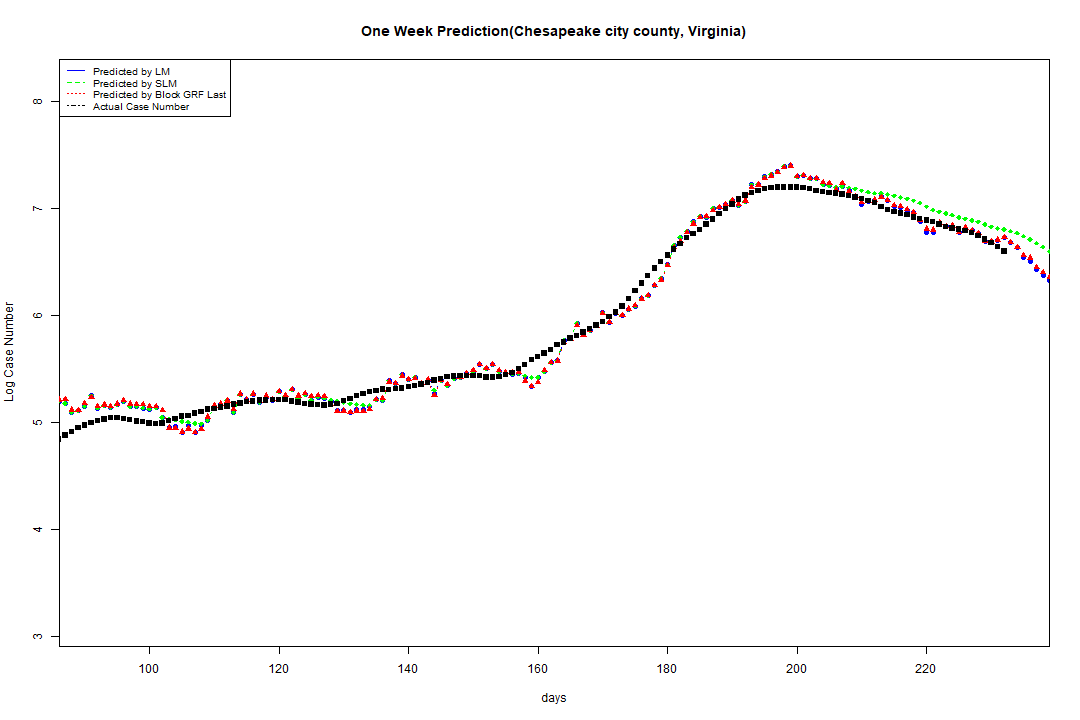 One Week Prediction(Chesapeake city county, Virginia)
Predicted by LM
Predicted by SLM
Predicted by Block GRF Last
Actual Case Number
8
7
6
5
4
3
Log Case Number
100 120 140 160 180 200 220
days